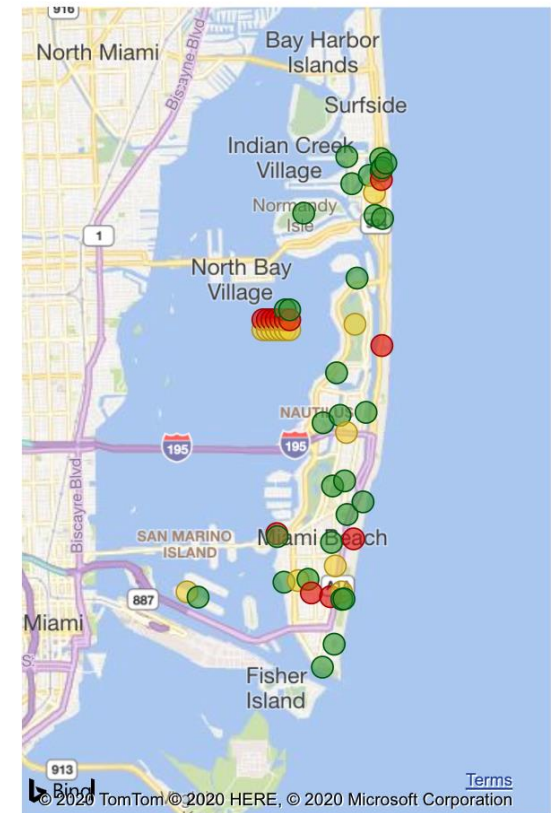 916
North Miami
Biscayne Blvd
Bay Harbor
Islands
Surfside
Indian Creek
Village
Normandy
Isle
1
North Bay
Village
NAUTILUS
195
195
Biscayne Blvd
SAN MARINO
ISLAND
Miami Beach
887
Miami
Fisher
Island
913
Bing
Terms
© 2020 TomTom © 2020 HERE, © 2020 Microsoft Corporation